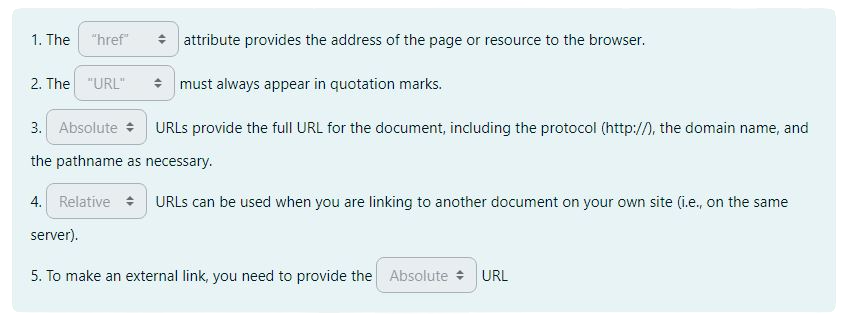 1. The "href" attribute provides the address of the page or resource to the browser.
2. The "URL" must always appear in quotation marks.
3. Absolute URLs provide the full URL for the document, including the protocol (http://), the domain name, and
the pathname as necessary.
4. Relative URLs can be used when you are linking to another document on your own site (i.e., on the same
server).
5. To make an external link, you need to provide the Absolute URL